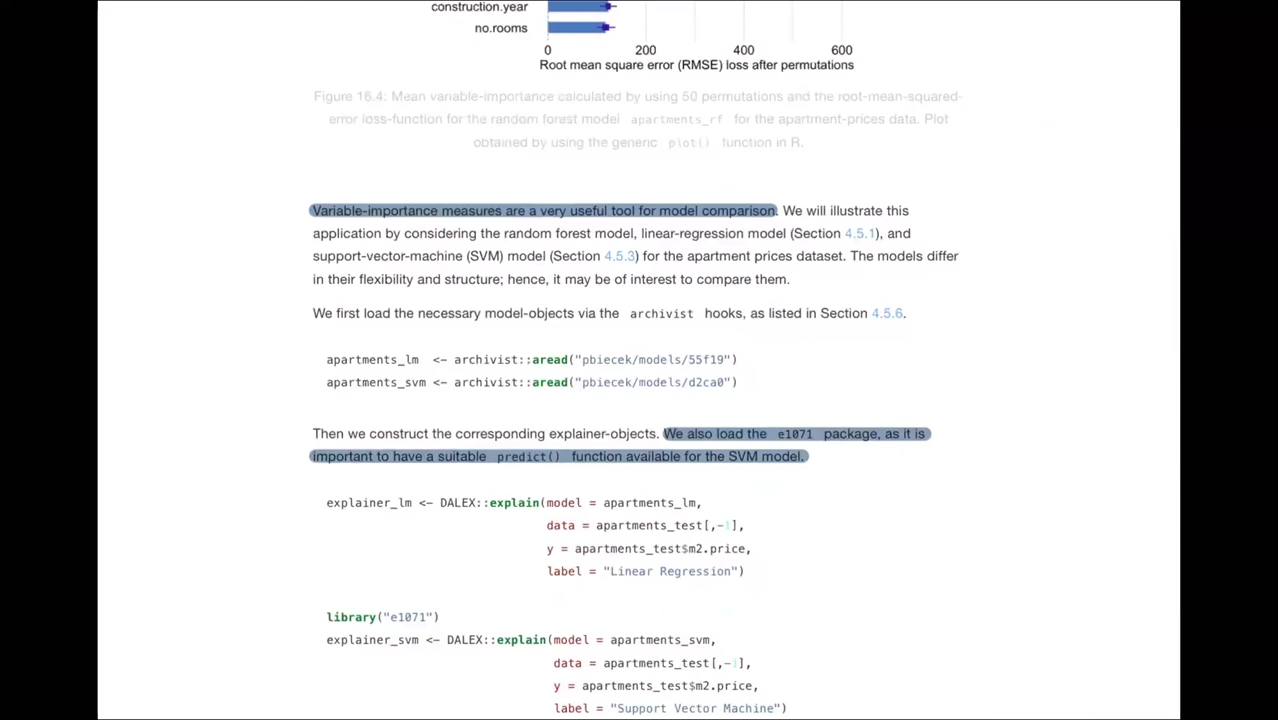 construction.year
no.rooms
0 200 400 600
Root mean square error (RMSE) loss after permutations
Figure 16.4: Mean variable-importance calculated by using 50 permutations and the root-mean-squared-
error loss-function for the random forest model apartments_rf for the apartment-prices data. Plot
obtained by using the generic plot() function in R.
Variable-importance measures are a very useful tool for model comparison. We will illustrate this
application by considering the random forest model, linear-regression model (Section 4.5.1), and
support-vector-machine (SVM) model (Section 4.5.3) for the apartment prices dataset. The models differ
in their flexibility and structure; hence, it may be of interest to compare them.
We first load the necessary model-objects via the archivist hooks, as listed in Section 4.5.6.
apartments_lm <- archivist::aread("pbiecek/models/55f19")
apartments_svm <- archivist::aread("pbiecek/models/d2ca0")
Then we construct the corresponding explainer-objects. We also load the e1071 package, as it is
important to have a suitable predict() function available for the SVM model.
explainer_lm <- DALEX::explain(model = apartments_lm,
data = apartments_test[,-1],
y = apartments_test$m2.price,
label = "Linear Regression")
library("e1071")
explainer_svm <- DALEX::explain(model = apartments_svm,
data = apartments_test[,-1],
y = apartments_test$m2.price,
label = "Support Vector Machine")